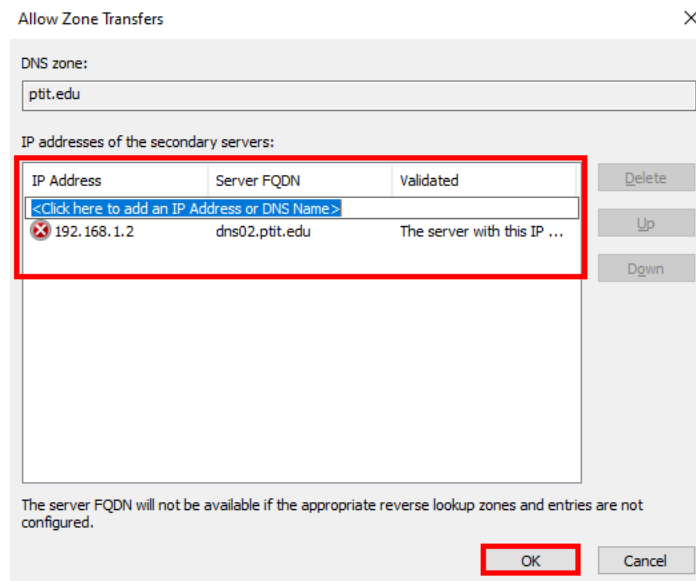 Allow Zone Transfers
DNS zone:
ptit.edu
IP addresses of the secondary servers:
IP Address Server FQDN Validated
<Click here to add an IP Address or DNS Name>
192.168.1.2 dns02.ptit.edu The server with this IP ...
Delete
Up
Down
The server FQDN will not be available if the appropriate reverse lookup zones and entries are not
configured.
OK Cancel